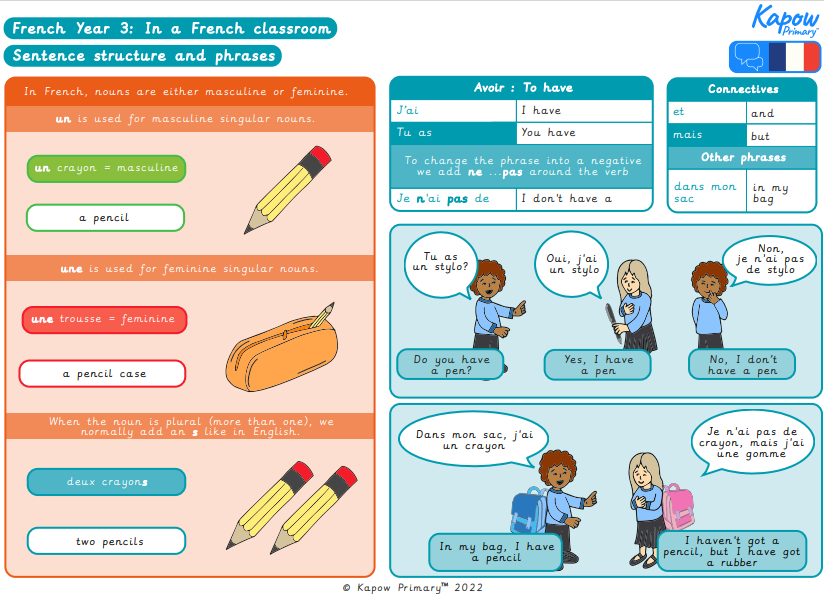 French Year 3: In a French classroom
Sentence structure and phrases
Kapow
Primary™
In French, nouns are either masculine or feminine.
un is used for masculine singular nouns.
un crayon = masculine
a pencil
une is used for feminine singular nouns.
une trousse = feminine
a pencil case
When the noun is plural (more than one), we
normally add an s like in English.
deux crayons
two pencils
Avoir : To have
J'ai
I have
Tu as
You have
To change the phrase into a negative
we add ne ...pas around the verb
Je n'ai pas de
I don't have a
Connectives
et
and
mais
but
Other phrases
dans mon
sac
in my
bag
Tu as
un stylo?
Oui, j'ai
un stylo
Non,
je n'ai pas
de stylo
Do you have
a pen?
Yes, I have
a pen
No, I don't
have a pen
Dans mon sac, j'ai
un crayon
Je n'ai pas de
crayon, mais j'ai
une gomme
In my bag, I have
a pencil
I haven't got a
pencil, but I have got
a rubber
© Kapow Primary™ 2022